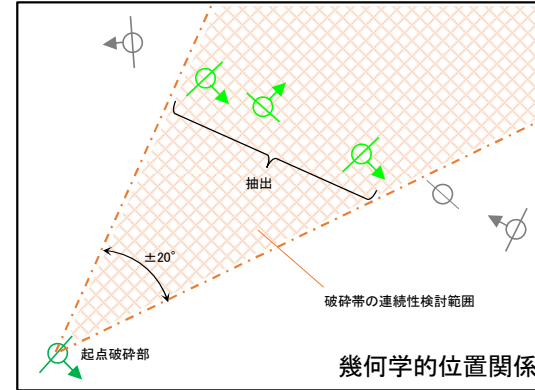 抽出
±20°
破砕帯の連続性検討範囲
起点破砕部
幾何学的位置関係